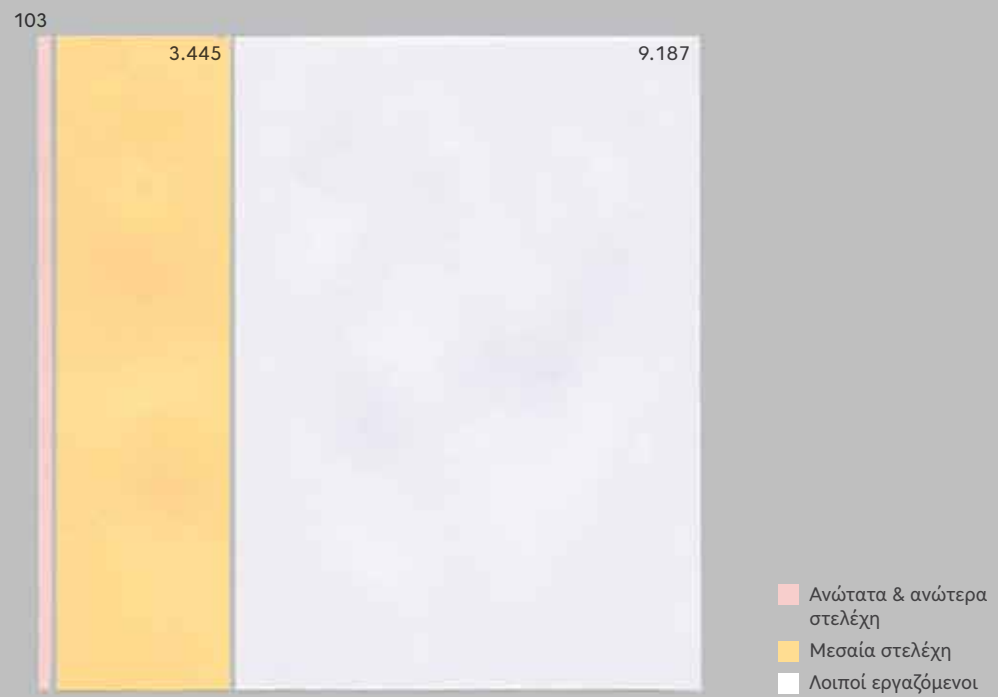 103
3.445
9.187
Ανώτατα & ανώτερα
στελέχη
Μεσαία στελέχη
Λοιποί εργαζόμενοι